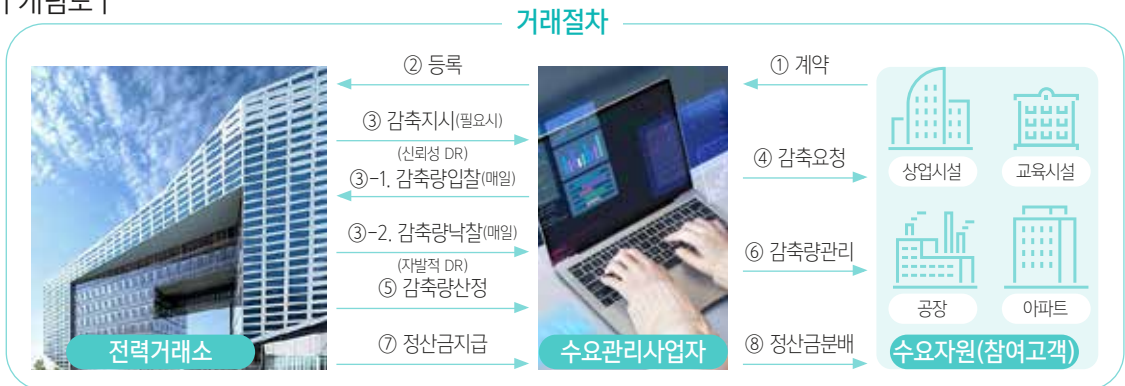 거래절차
② 등록
① 계약
③ 감축지시(필요시)
(신뢰성 DR)
③-1. 감축량입찰(매일)
④ 감축요청
③-2. 감축량낙찰(매일)
(자발적 DR)
⑤ 감축량산정
⑥ 감축량관리
⑦ 정산금지급
⑧ 정산금분배
상업시설
교육시설
공장
아파트
전력거래소
수요관리사업자
수요자원(참여고객)